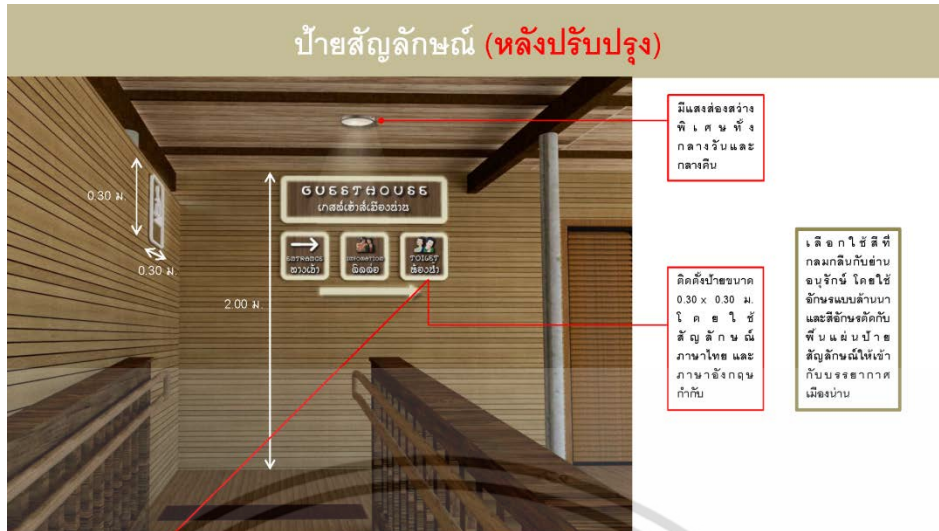 ป้ายสัญลักษณ์ (หลังปรับปรุง)
มีแสงส่องสว่าง
พิเศษทั้ง
กลางวันและ
กลางคืน
0.30 ม.
0.30 ม.
2.00 ม.
GUESTHOUSE
เกสต์เฮ้าส์เมืองน่าน
ENTRANCE
ทางเข้า
INFOMATION
ติดต่อ
TOILET
ห้องน้ำ
ติดตั้งป้ายขนาด
0.30 x 0.30 ม.
โดยใช้
สัญลักษณ์
ภาษาไทย และ
ภาษาอังกฤษ
กำกับ
เลือกใช้สีที่
กลมกลืนกับย่าน
อนุรักษ์ โดยใช้
อักษรแบบล้านนา
และสีอักษรตัดกับ
พื้นแผ่นป้าย
สัญลักษณ์ให้เข้า
กับบรรยากาศ
เมืองน่าน